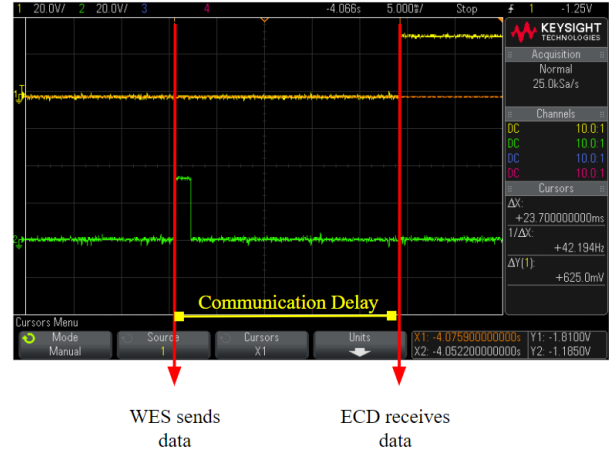 1 20.0V/ 2 20.0V/ 3 4 -4.066s 5.000%/ Stop 1 -1.25V
KEYSIGHT
TECHNOLOGIES
Acquisition
Normal
25.0kSa/s
Channels
DC 10.0:1
DC 10.0:1
DC 10.0:1
DC 10.0:1
Cursors
ΔX:
+23.700000000ms
1/ΔX:
+42.194Hz
ΔY(1):
+625.0mV
Communication Delay
Cursors Menu
Mode
Manual
Source
1
Cursors
X1
Units
X1: -4.075900000000s Y1: -1.8100V
X2: -4.052200000000s Y2: -1.1850V
WES sends
data
ECD receives
data